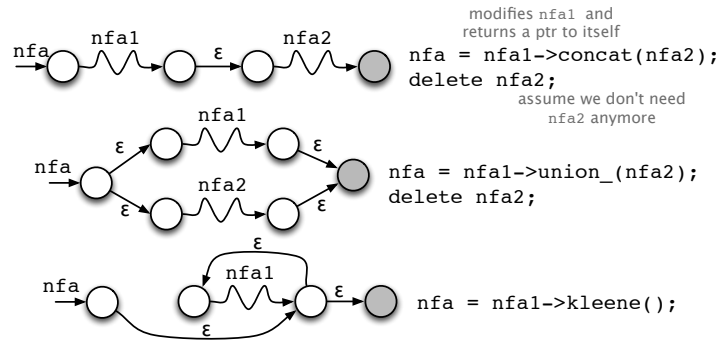 modifies nfa1 and
returns a ptr to itself
nfa nfa1 ε nfa2
nfa = nfa1->concat(nfa2);
delete nfa2;
assume we don't need
nfa2 anymore
nfa ε nfa1 ε
ε nfa2 ε
nfa = nfa1->union_(nfa2);
delete nfa2;
ε
nfa nfa1 ε
ε
nfa = nfa1->kleene();